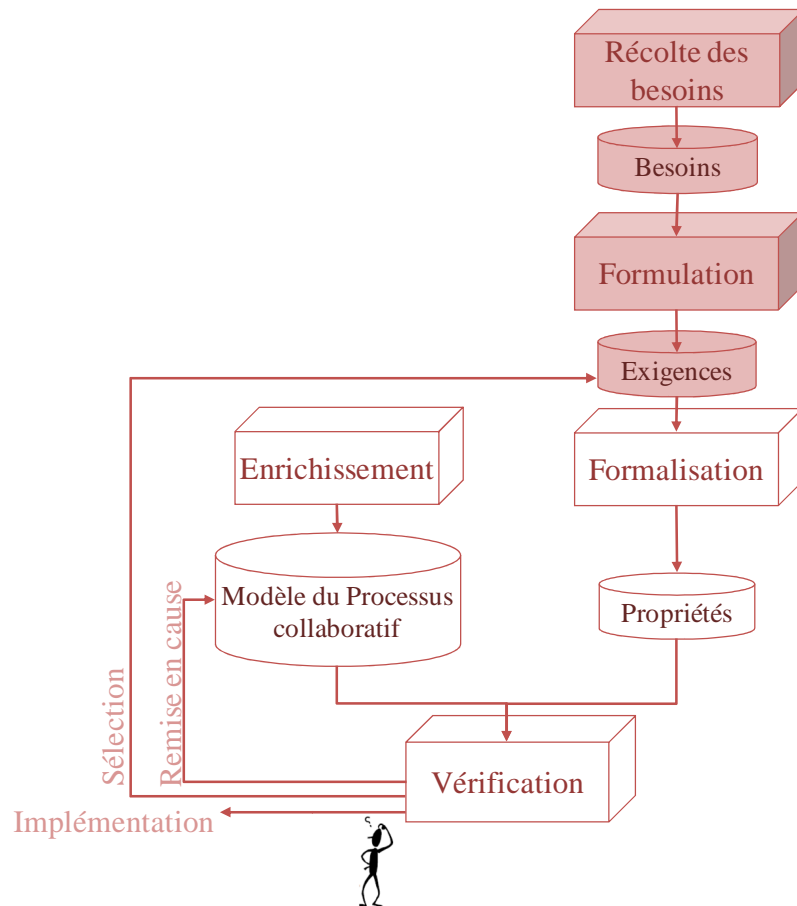 Récolte des
besoins
Besoins
Formulation
Exigences
Enrichissement
Formalisation
Modèle du Processus
collaboratif
Propriétés
Sélection
Remise en cause
Vérification
Implémentation
?